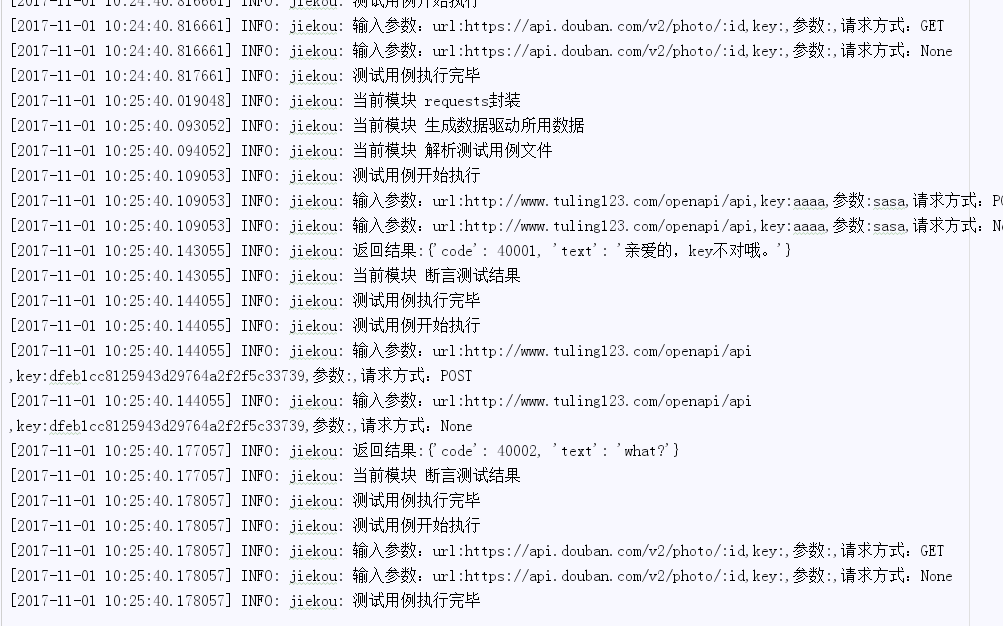 [2017-11-01 10:24:40.816661] INFO: jiekou: 测试用例开始执行
[2017-11-01 10:24:40.816661] INFO: jiekou: 输入参数：url:https://api.douban.com/v2/photo/:id,key:,参数:,请求方式：GET
[2017-11-01 10:24:40.816661] INFO: jiekou: 输入参数：url:https://api.douban.com/v2/photo/:id,key:,参数:,请求方式：None
[2017-11-01 10:24:40.817661] INFO: jiekou: 测试用例执行完毕
[2017-11-01 10:25:40.019048] INFO: jiekou: 当前模块 requests封装
[2017-11-01 10:25:40.093052] INFO: jiekou: 当前模块 生成数据驱动所用数据
[2017-11-01 10:25:40.094052] INFO: jiekou: 当前模块 解析测试用例文件
[2017-11-01 10:25:40.109053] INFO: jiekou: 测试用例开始执行
[2017-11-01 10:25:40.109053] INFO: jiekou: 输入参数：url:http://www.tuling123.com/openapi/api,key:aaaa,参数:sasa,请求方式：PO
[2017-11-01 10:25:40.109053] INFO: jiekou: 输入参数：url:http://www.tuling123.com/openapi/api,key:aaaa,参数:sasa,请求方式：No
[2017-11-01 10:25:40.143055] INFO: jiekou: 返回结果:{'code': 40001, 'text': '亲爱的，key不对哦。'}
[2017-11-01 10:25:40.143055] INFO: jiekou: 当前模块 断言测试结果
[2017-11-01 10:25:40.144055] INFO: jiekou: 测试用例执行完毕
[2017-11-01 10:25:40.144055] INFO: jiekou: 测试用例开始执行
[2017-11-01 10:25:40.144055] INFO: jiekou: 输入参数：url:http://www.tuling123.com/openapi/api
,key:dfeb1cc8125943d29764a2f2f5c33739,参数:,请求方式：POST
[2017-11-01 10:25:40.144055] INFO: jiekou: 输入参数：url:http://www.tuling123.com/openapi/api
,key:dfeb1cc8125943d29764a2f2f5c33739,参数:,请求方式：None
[2017-11-01 10:25:40.177057] INFO: jiekou: 返回结果:{'code': 40002, 'text': 'what?'}
[2017-11-01 10:25:40.177057] INFO: jiekou: 当前模块 断言测试结果
[2017-11-01 10:25:40.178057] INFO: jiekou: 测试用例执行完毕
[2017-11-01 10:25:40.178057] INFO: jiekou: 测试用例开始执行
[2017-11-01 10:25:40.178057] INFO: jiekou: 输入参数：url:https://api.douban.com/v2/photo/:id,key:,参数:,请求方式：GET
[2017-11-01 10:25:40.178057] INFO: jiekou: 输入参数：url:https://api.douban.com/v2/photo/:id,key:,参数:,请求方式：None
[2017-11-01 10:25:40.178057] INFO: jiekou: 测试用例执行完毕